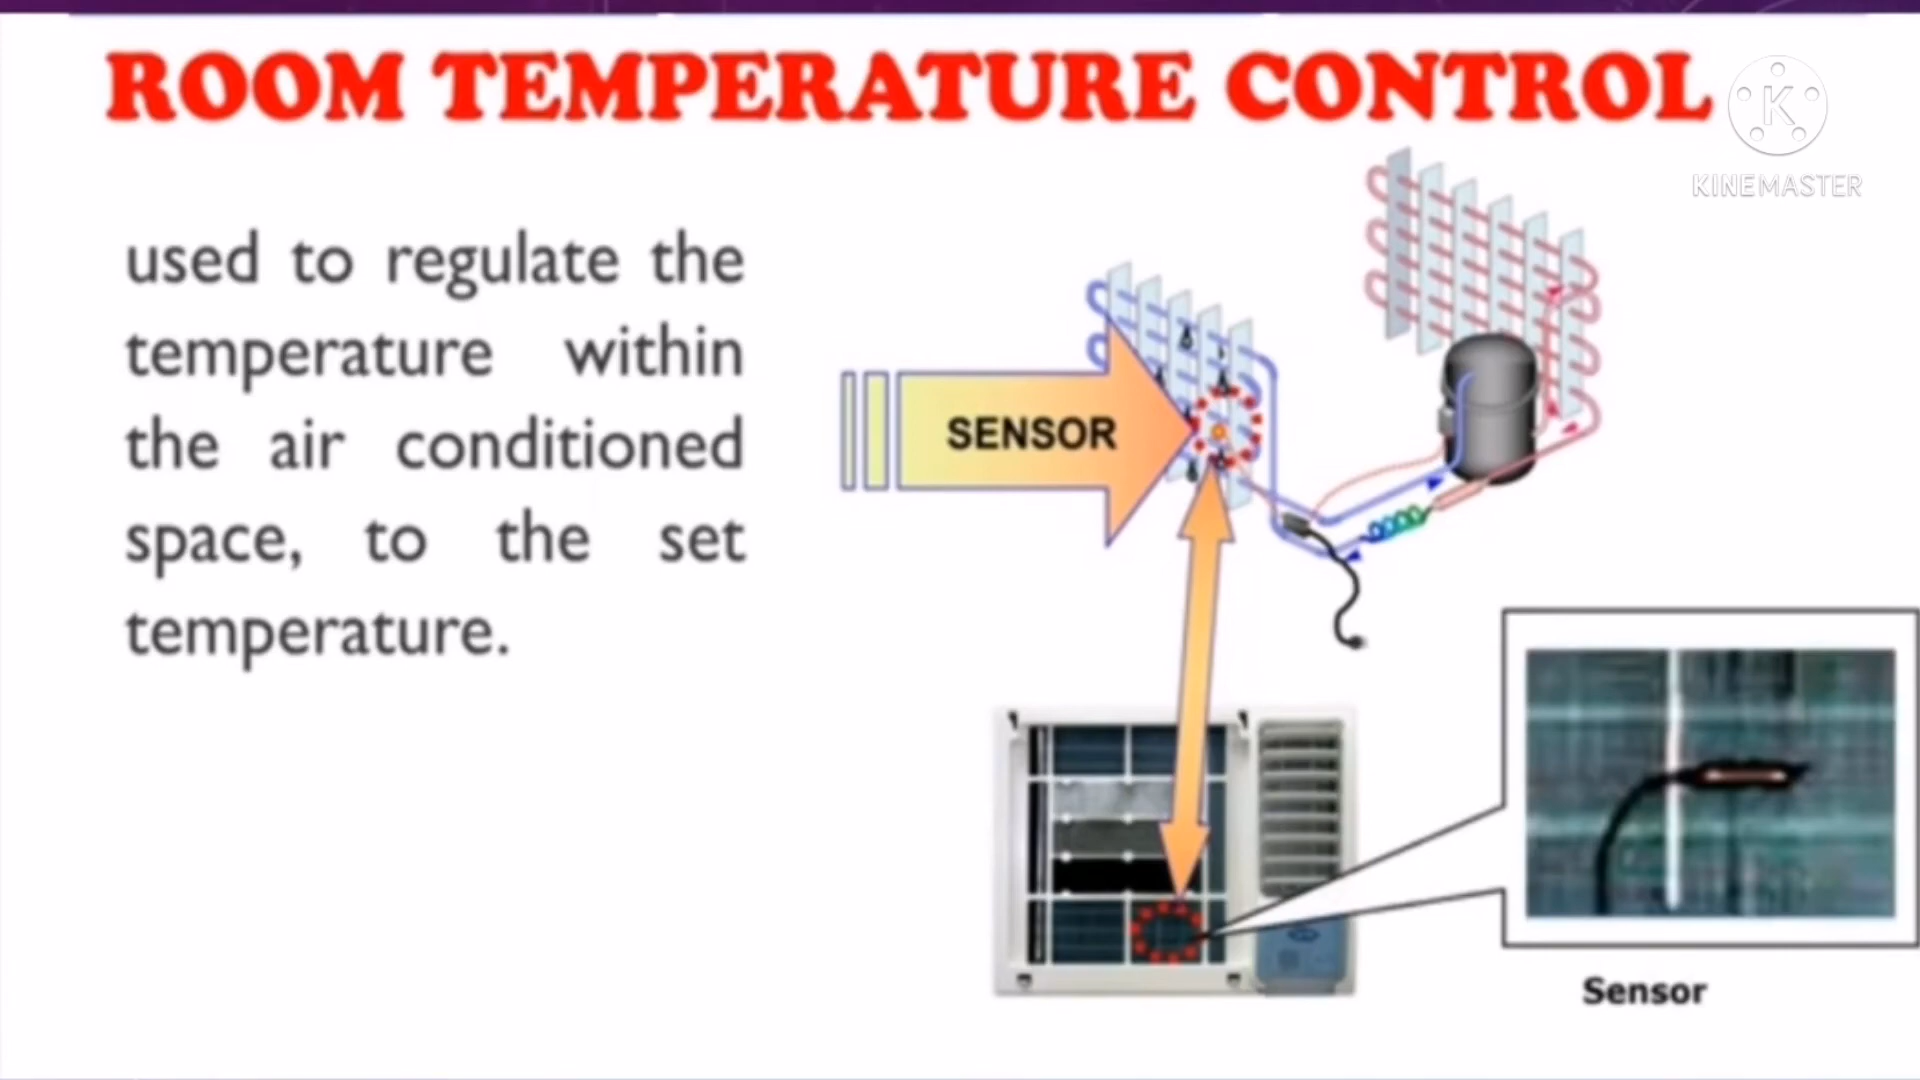 ROOM TEMPERATURE CONTROL
K
KINEMASTER
used to regulate the
temperature within
the air conditioned
space, to the set
temperature.
SENSOR
Sensor